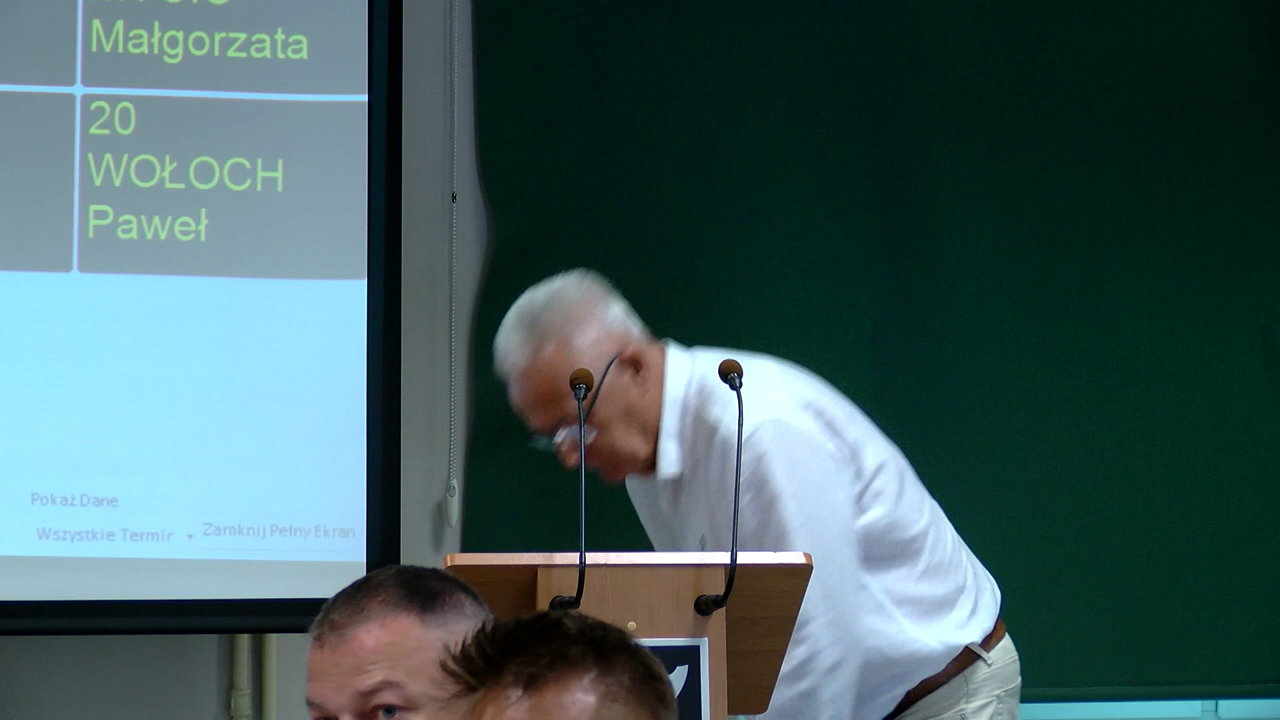 Małgorzata
20
WOŁOCH
Paweł
Pokaż Dane
Wszystkie Termir
Zamknij Pełny Ekran